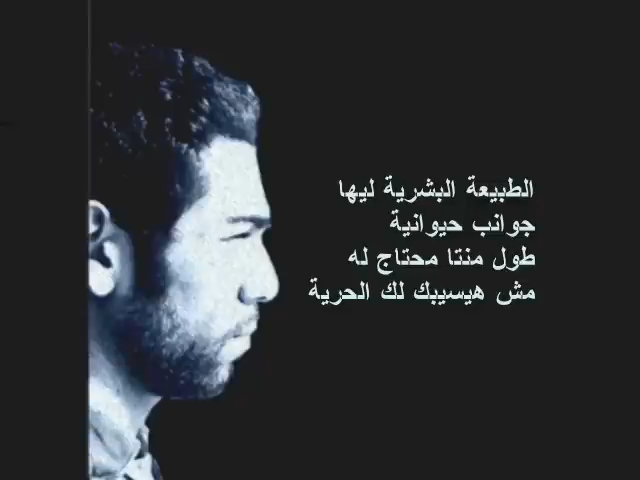 الطبيعة البشرية ليها
جوانب حيوانية
طول منتا محتاج له
مش هيسيبك لك الحرية